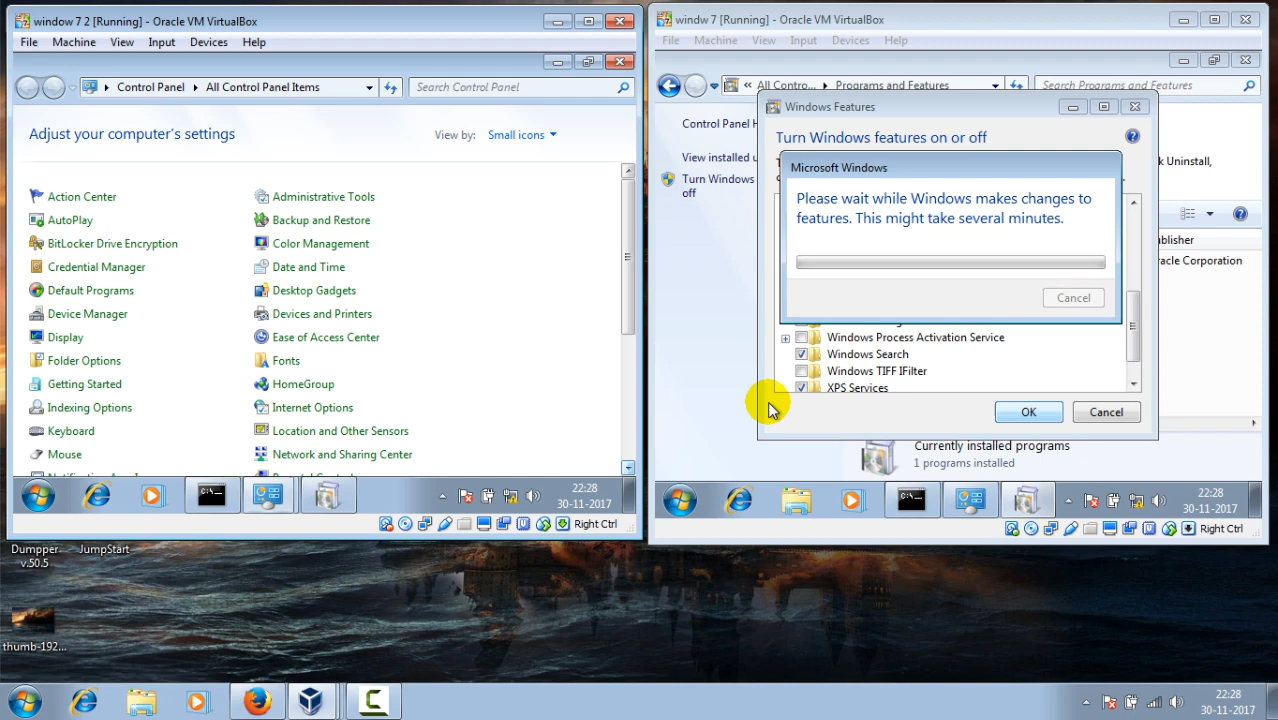 window 7 2 [Running] - Oracle VM VirtualBox
File Machine View Input Devices Help
Control Panel All Control Panel Items Search Control Panel
Adjust your computer's settings View by: Small icons
Action Center Administrative Tools
AutoPlay Backup and Restore
BitLocker Drive Encryption Color Management
Credential Manager Date and Time
Default Programs Desktop Gadgets
Device Manager Devices and Printers
Display Ease of Access Center
Folder Options Fonts
Getting Started HomeGroup
Indexing Options Internet Options
Keyboard Location and Other Sensors
Mouse Network and Sharing Center
22:28
30-11-2017
Right Ctrl
windw 7 [Running] - Oracle VM VirtualBox
File Machine View Input Devices Help
« All Contro... Programs and Features Search Programs and Features
Control Panel H
View installed u
Turn Windows
off
k Uninstall,
blisher
racle Corporation
Windows Features
Turn Windows features on or off
Microsoft Windows
Please wait while Windows makes changes to
features. This might take several minutes.
Cancel
Windows Process Activation Service
Windows Search
Windows TIFF IFilter
XPS Services
OK Cancel
Currently installed programs
1 programs installed
22:28
30-11-2017
Right Ctrl
Dumpper
v.50.5
JumpStart
thumb-192...
22:28
30-11-2017